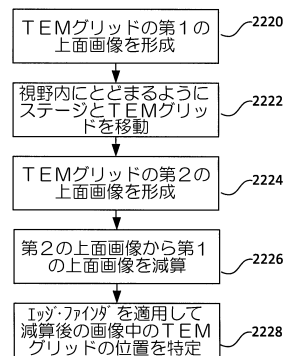 TEMグリッドの第1の
上面画像を形成
2220
視野内にとどまるように
ステージとTEMグリッ
ドを移動
2222
TEMグリッドの第2の
上面画像を形成
2224
第2の上面画像から第1
の上面画像を減算
2226
ｴｯｼﾞ･ﾌｧｲﾝﾀﾞを適用して
減算後の画像中のTEM
グリッドの位置を特定
2228